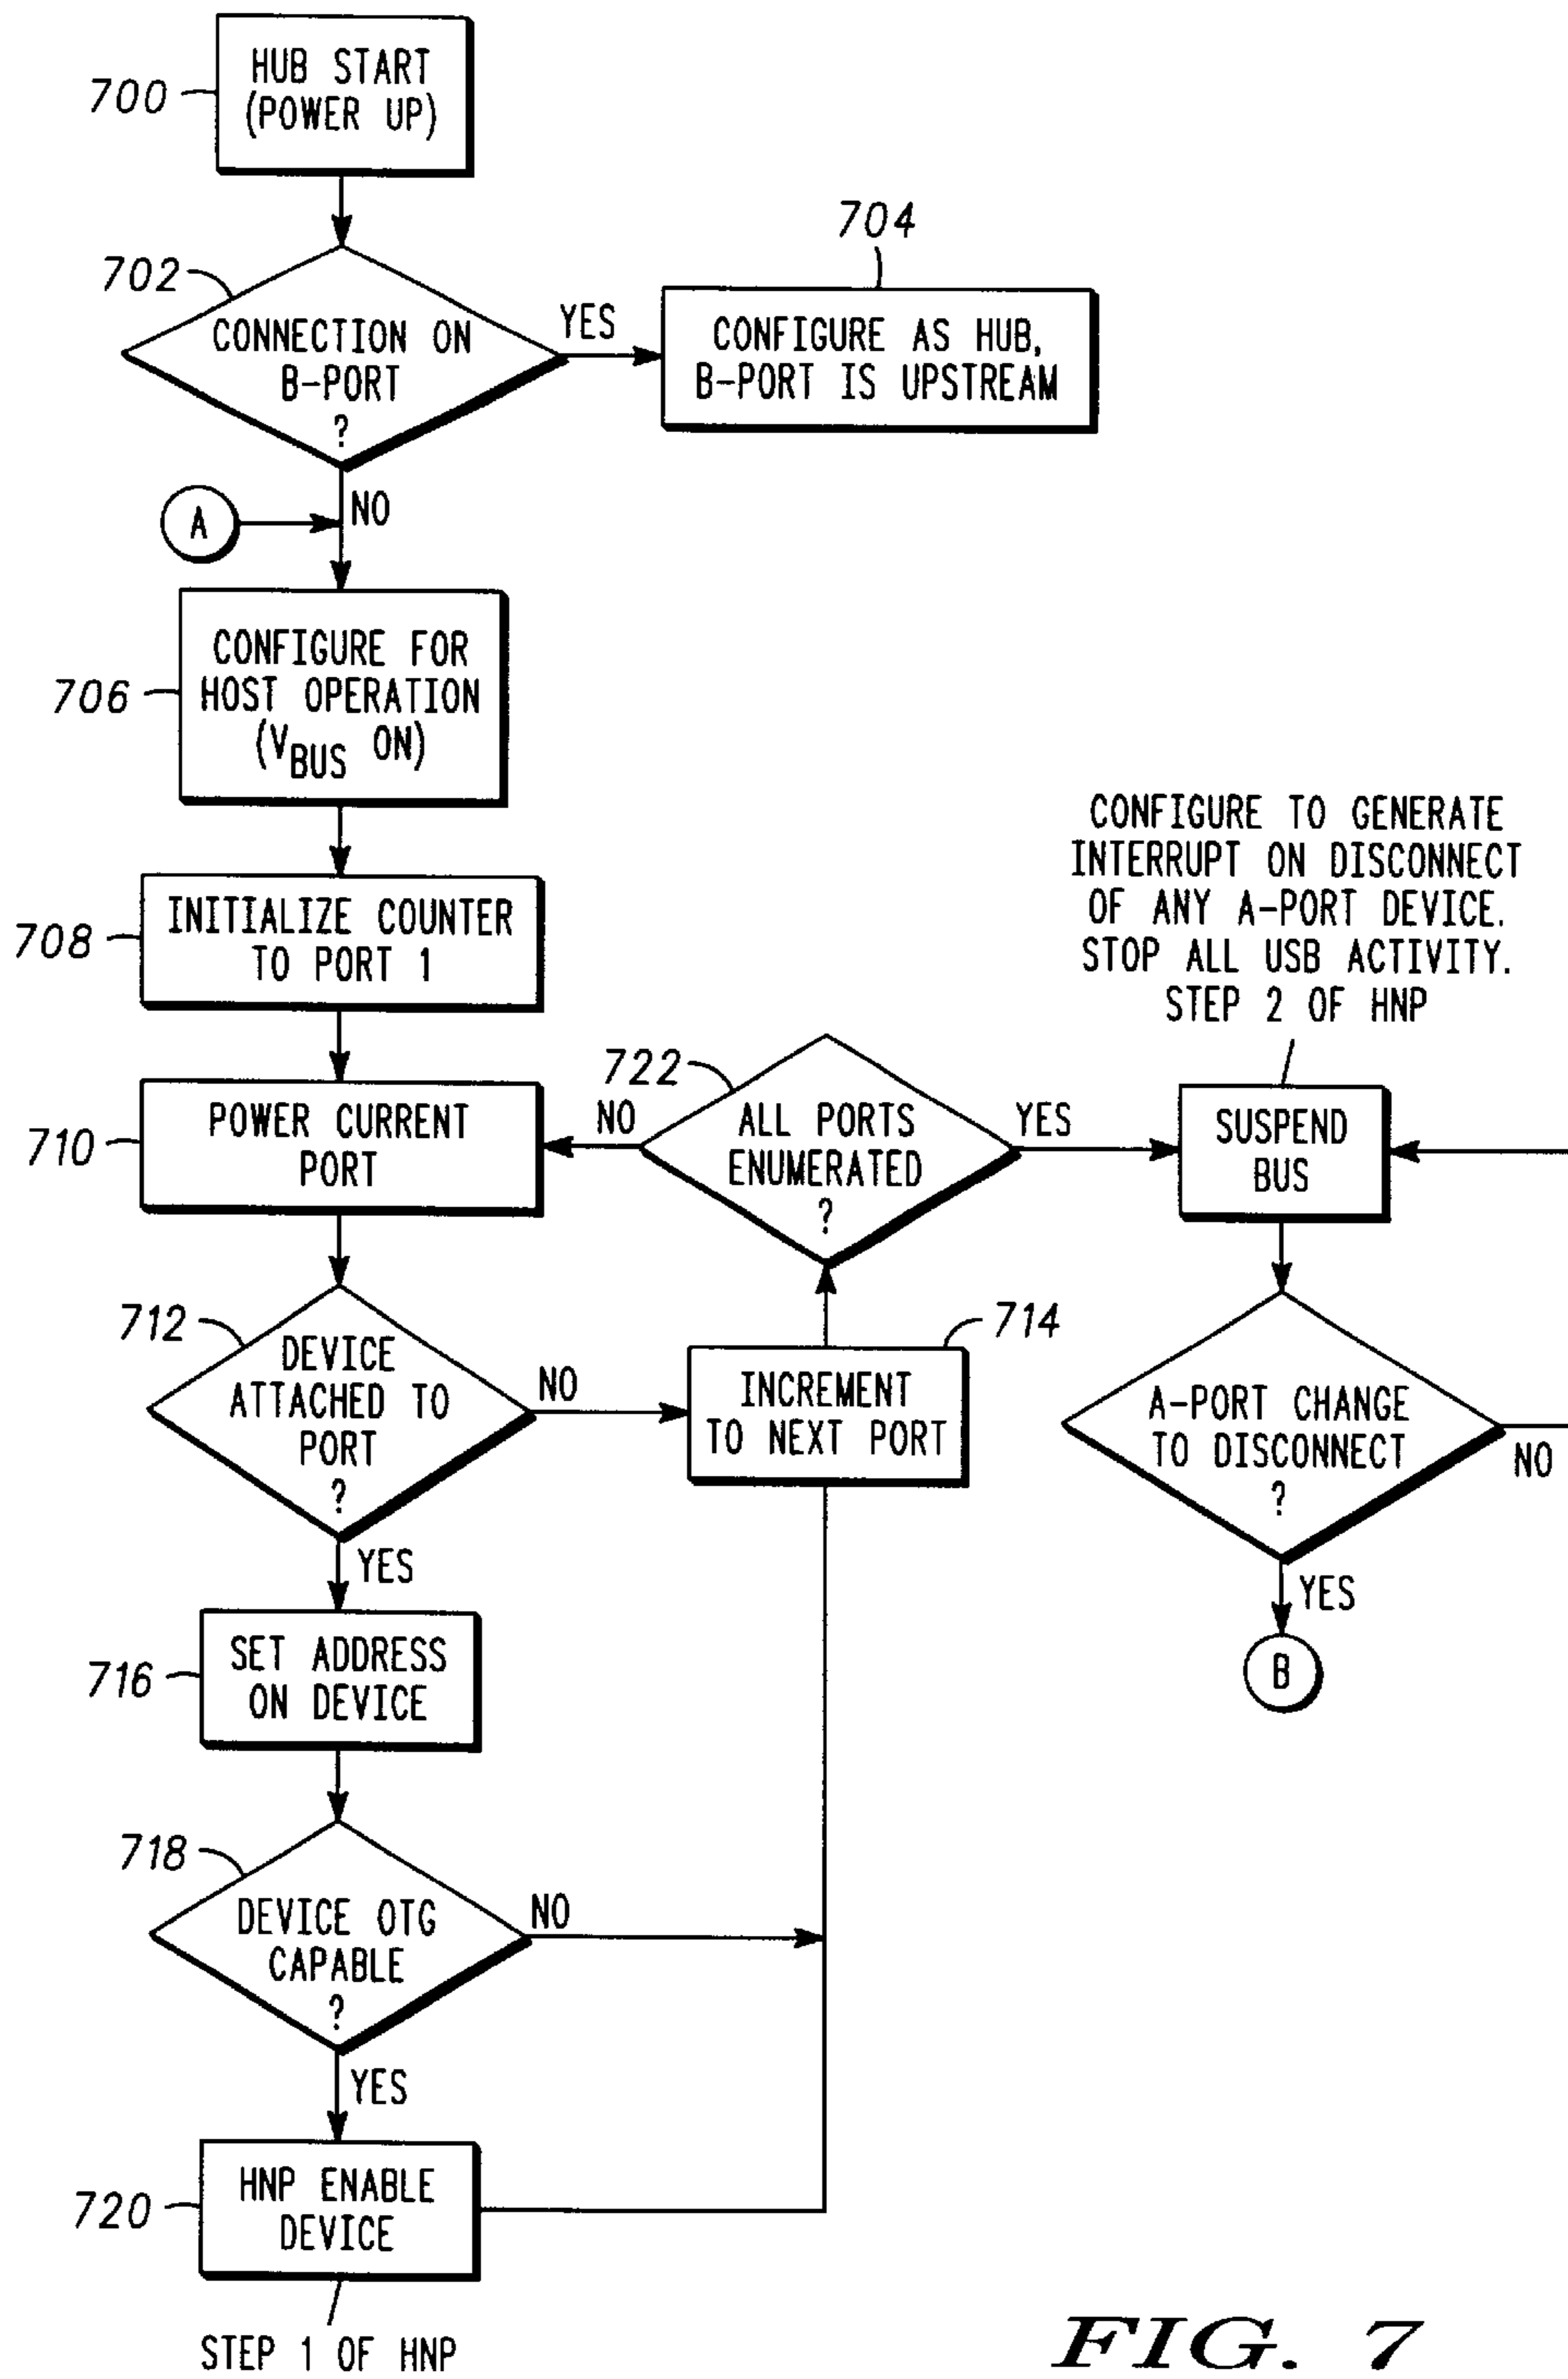 700
HUB START
(POWER UP)
702
CONNECTION ON
B-PORT
?
YES
704
CONFIGURE AS HUB,
B-PORT IS UPSTREAM
A
NO
706
CONFIGURE FOR
HOST OPERATION
(VBUS ON)
708
INITIALIZE COUNTER
TO PORT 1
710
POWER CURRENT
PORT
712
DEVICE
ATTACHED TO
PORT
?
NO
714
INCREMENT
TO NEXT PORT
722
ALL PORTS
ENUMERATED
?
NO
YES
CONFIGURE TO GENERATE
INTERRUPT ON DISCONNECT
OF ANY A-PORT DEVICE.
STOP ALL USB ACTIVITY.
STEP 2 OF HNP
SUSPEND
BUS
A-PORT CHANGE
TO DISCONNECT
?
NO
YES
B
YES
716
SET ADDRESS
ON DEVICE
718
DEVICE OTG
CAPABLE
?
NO
YES
720
HNP ENABLE
DEVICE
STEP 1 OF HNP
FIG. 7